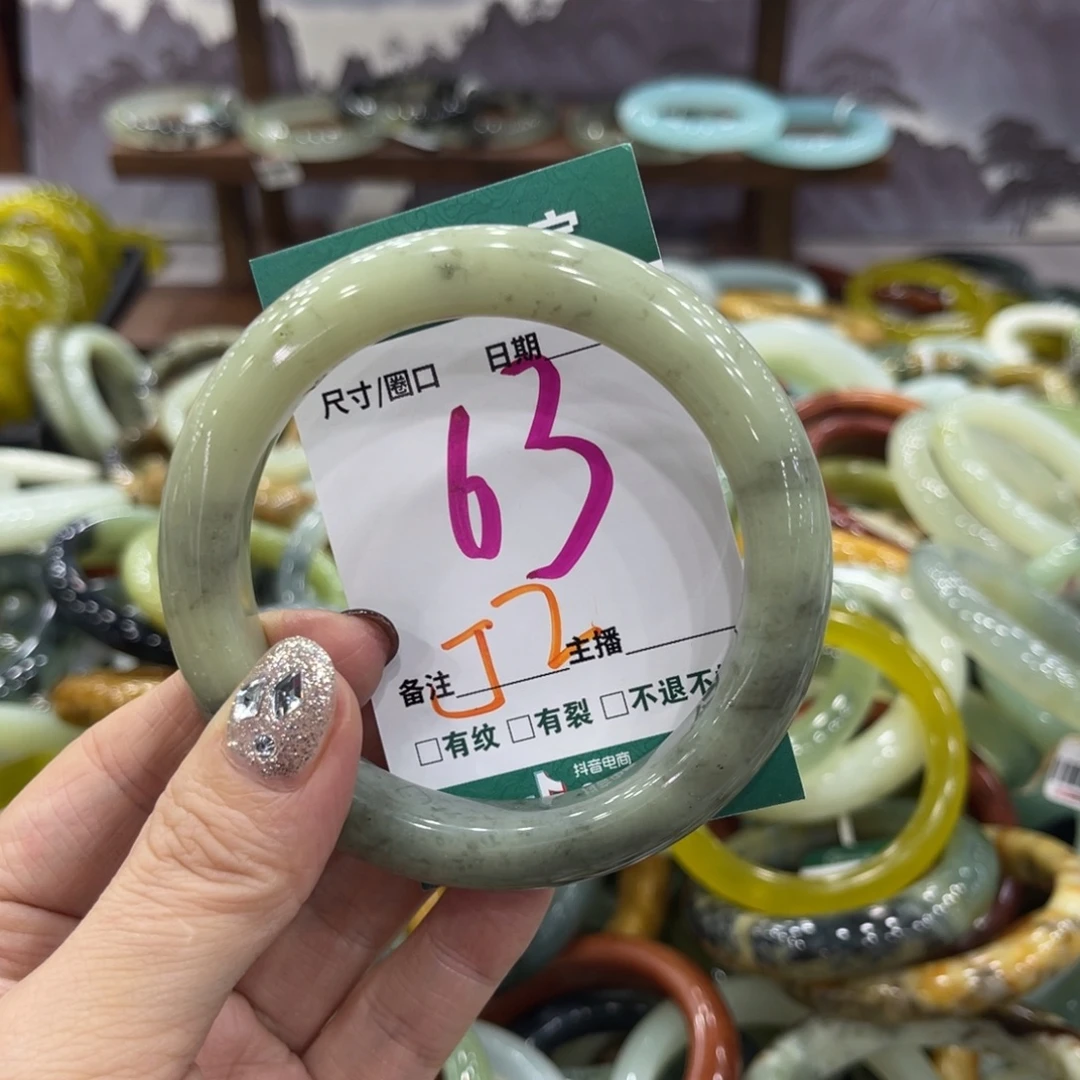 日期
尺寸/圈口
63
J2
备注
主播
□有纹 □有裂 □不退不
抖音电商